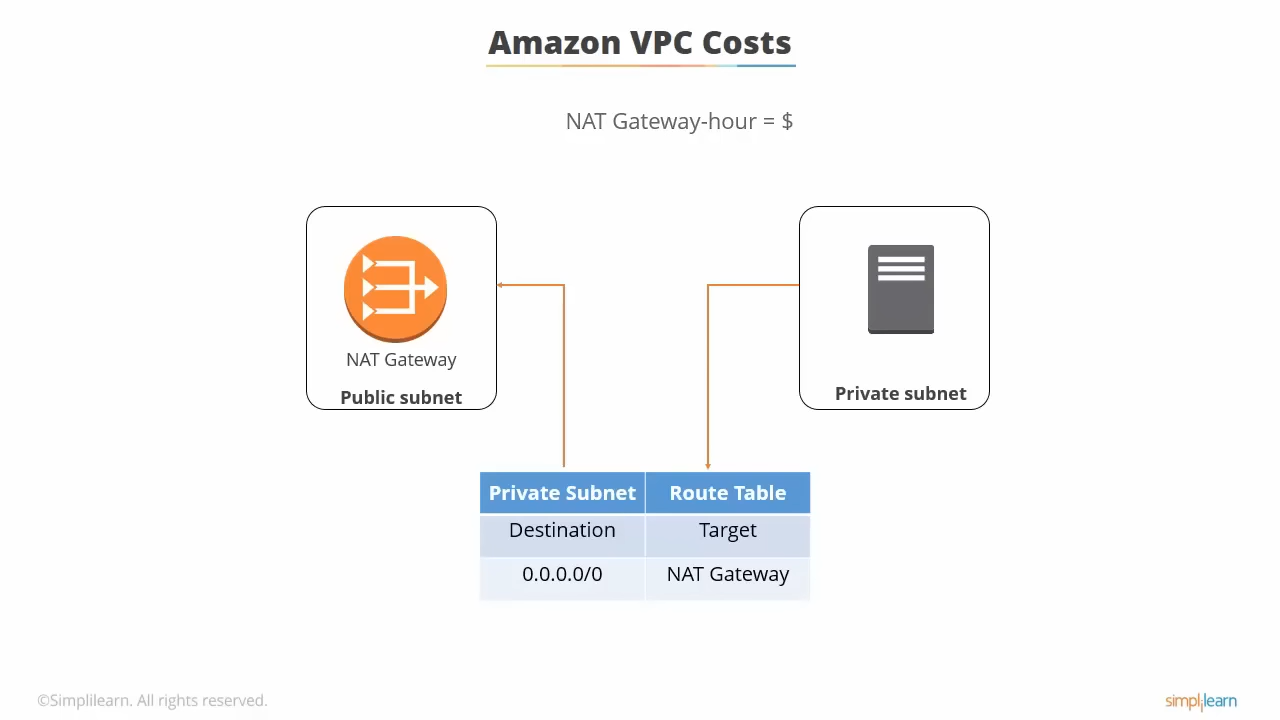 Amazon VPC Costs
NAT Gateway-hour = $
NAT Gateway
Public subnet
Private subnet
Private Subnet Route Table
Destination Target
0.0.0.0/0 NAT Gateway
©Simplilearn. All rights reserved.
simplilearn